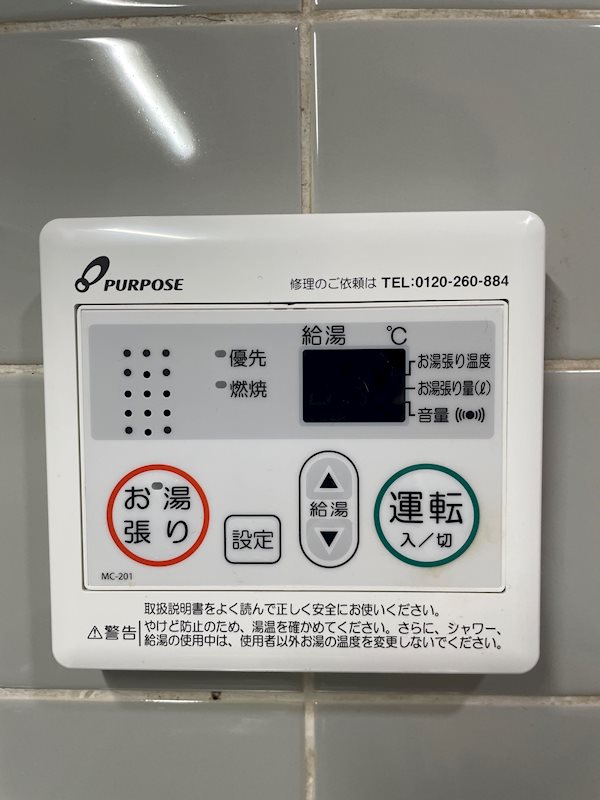 PURPOSE
修理のご依頼は TEL:0120-260-884
給湯 ℃
優先
燃焼
お湯張り温度
お湯張り量(ℓ)
音量
お湯張り
設定
▲
給湯
▼
運転
入/切
MC-201
取扱説明書をよく読んで正しく安全にお使いください。
⚠警告 やけど防止のため、湯温を確かめてください。さらに、シャワー、
給湯の使用中は、使用者以外お湯の温度を変更しないでください。